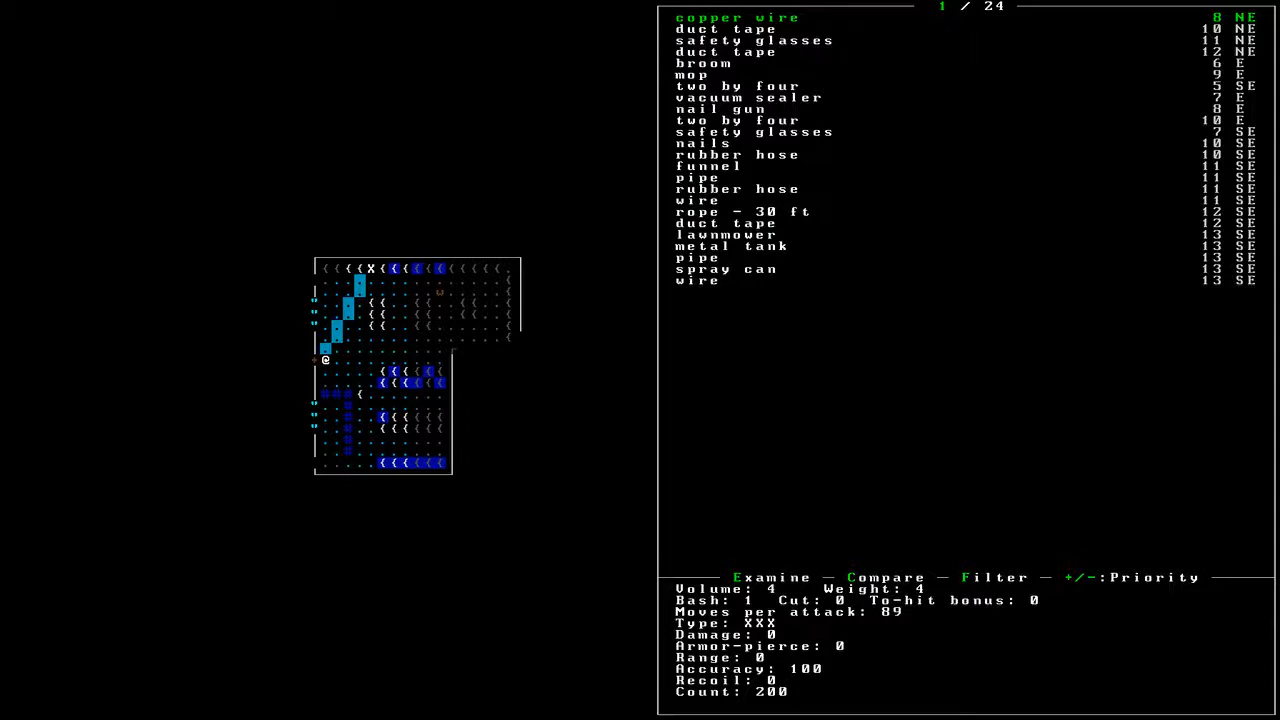 1 / 24
copper wire 8 NE
duct tape 10 NE
safety glasses 11 NE
duct tape 12 NE
broom 6 E
mop 9 E
two by four 5 SE
vacuum sealer 7 E
nail gun 8 E
two by four 10 E
safety glasses 7 SE
nails 10 SE
rubber hose 10 SE
funnel 11 SE
pipe 11 SE
rubber hose 11 SE
wire 11 SE
rope - 30 ft 12 SE
duct tape 12 SE
lawnmower 13 SE
metal tank 13 SE
pipe 13 SE
spray can 13 SE
wire 13 SE
Examine - Compare - Filter - +/-:Priority
Volume: 4 Weight: 4
Bash: 1 Cut: 0 To-hit bonus: 0
Moves per attack: 89
Type: XXX
Damage: 0
Armor-pierce: 0
Range: 0
Accuracy: 100
Recoil: 0
Count: 200